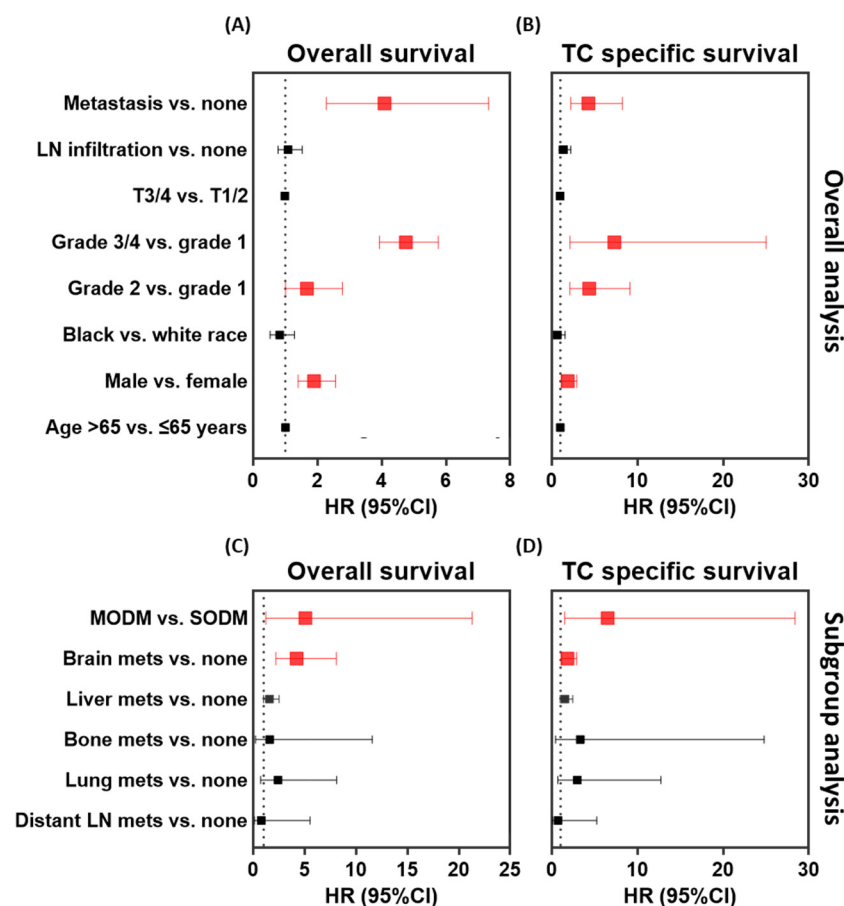 (A)
(B)
Overall survival
TC specific survival
Metastasis vs. none
LN infiltration vs. none
T3/4 vs. T1/2
Grade 3/4 vs. grade 1
Grade 2 vs. grade 1
Black vs. white race
Male vs. female
Age >65 vs. ≤65 years
Overall analysis
0 2 4 6 8
0 10 20 30
HR (95%CI)
HR (95%CI)
(C)
(D)
Overall survival
TC specific survival
MODM vs. SODM
Brain mets vs. none
Liver mets vs. none
Bone mets vs. none
Lung mets vs. none
Distant LN mets vs. none
Subgroup analysis
0 5 10 15 20 25
0 10 20 30
HR (95%CI)
HR (95%CI)